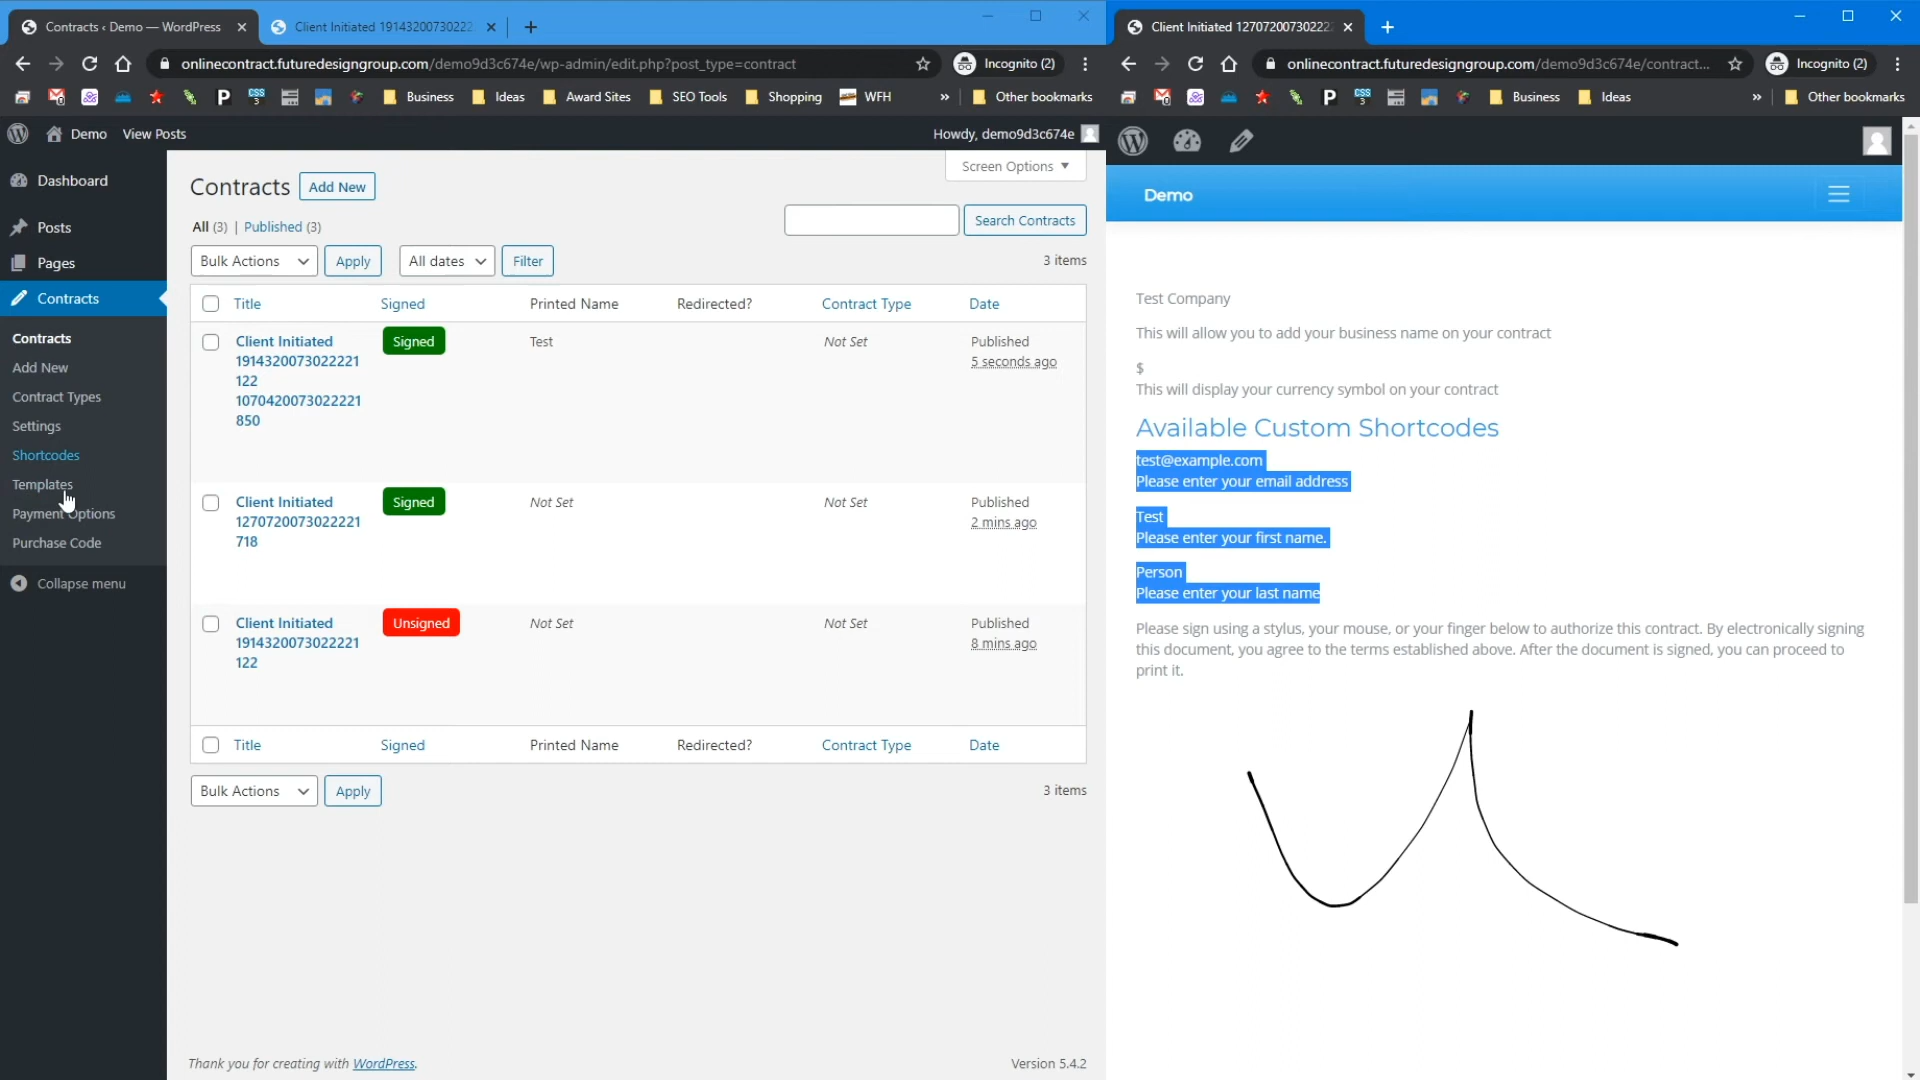 Contracts ‹ Demo — WordPress
Client Initiated 19143200730222
onlinecontract.futuredesigngroup.com/demo9d3c674e/wp-admin/edit.php?post_type=contract
Incognito (2)
Business
Ideas
Award Sites
SEO Tools
Shopping
WFH
»
Other bookmarks
Demo
View Posts
Howdy, demo9d3c674e
Dashboard
Posts
Pages
Contracts
Contracts
Add New
Contract Types
Settings
Shortcodes
Templates
Payment Options
Purchase Code
Collapse menu
Screen Options
Contracts
Add New
All (3) | Published (3)
Search Contracts
Bulk Actions
Apply
All dates
Filter
3 items
Title Signed Printed Name Redirected? Contract Type Date
Client Initiated
1914320073022221
122
1070420073022221
850
Signed
Test
Not Set
Published
5 seconds ago
Client Initiated
1270720073022221
718
Signed
Not Set
Not Set
Published
2 mins ago
Client Initiated
1914320073022221
122
Unsigned
Not Set
Not Set
Published
8 mins ago
Title Signed Printed Name Redirected? Contract Type Date
Bulk Actions
Apply
3 items
Thank you for creating with WordPress.
Version 5.4.2
Client Initiated 1270720073022221
onlinecontract.futuredesigngroup.com/demo9d3c674e/contract...
Incognito (2)
P
CSS
3
Business
Ideas
»
Other bookmarks
Demo
Test Company
This will allow you to add your business name on your contract
$
This will display your currency symbol on your contract
Available Custom Shortcodes
test@example.com
Please enter your email address
Test
Please enter your first name.
Person
Please enter your last name
Please sign using a stylus, your mouse, or your finger below to authorize this contract. By electronically signing
this document, you agree to the terms established above. After the document is signed, you can proceed to
print it.